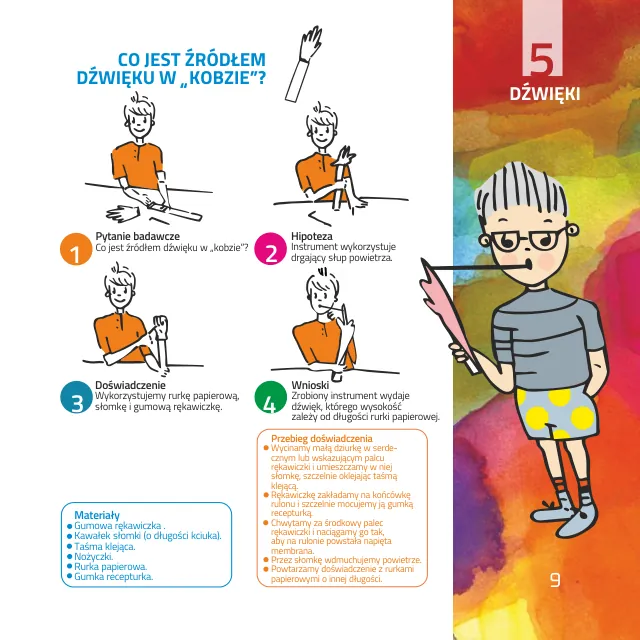 CO JEST ŹRÓDŁEM
DŹWIĘKU W „KOBZIE”?
5
DŹWIĘKI
1
Pytanie badawcze
Co jest źródłem dźwięku w „kobzie”?
2
Hipoteza
Instrument wykorzystuje
drgający słup powietrza.
3
Doświadczenie
Wykorzystujemy rurkę papierową,
słomkę i gumową rękawiczkę.
4
Wnioski
Zrobiony instrument wydaje
dźwięk, którego wysokość
zależy od długości rurki papierowej.
Materiały
Gumowa rękawiczka .
Kawałek słomki (o długości kciuka).
Taśma klejąca.
Nożyczki.
Rurka papierowa.
Gumka recepturka.
Przebieg doświadczenia
Wycinamy małą dziurkę w serde-
cznym lub wskazującym palcu
rękawiczki i umieszczamy w niej
słomkę, szczelnie oklejając taśmą
klejącą.
Rękawiczkę zakładamy na końcówkę
rulonu i szczelnie mocujemy ją gumką
recepturką.
Chwytamy za środkowy palec
rękawiczki i naciągamy go tak,
aby na rulonie powstała napięta
membrana.
Przez słomkę wdmuchujemy powietrze.
Powtarzamy doświadczenie z rurkami
papierowymi o innej długości.
9